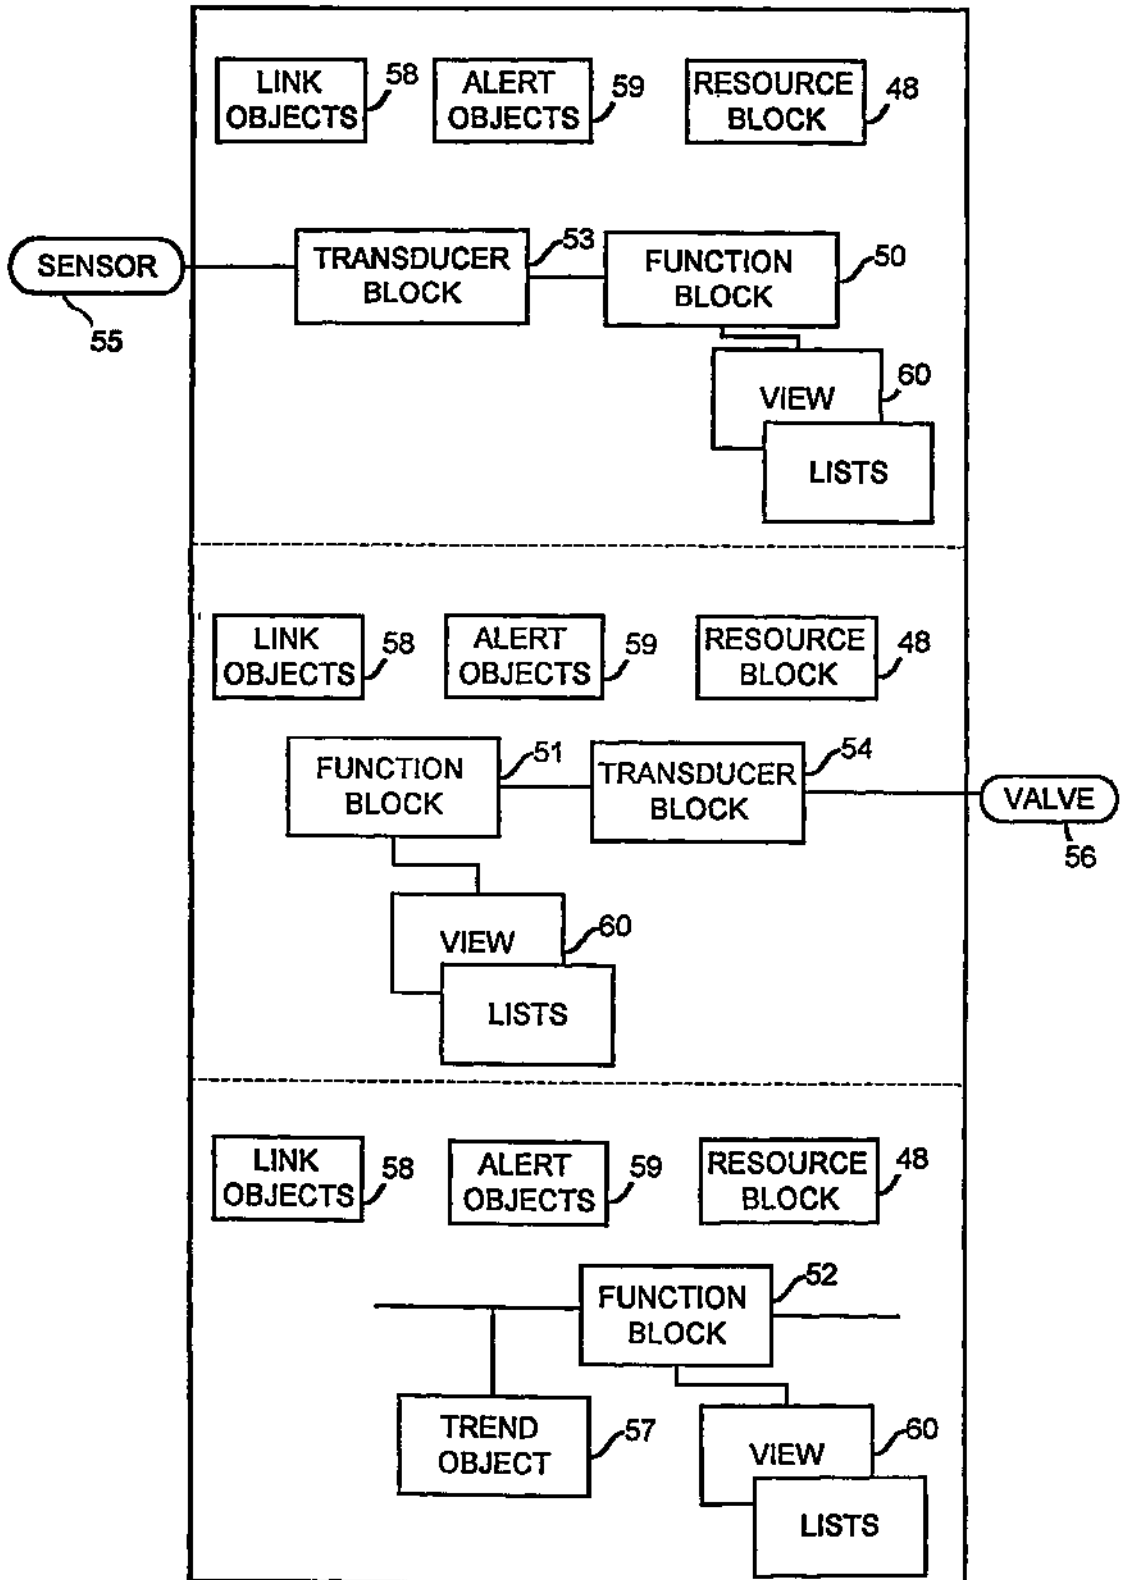 LINK
OBJECTS
58
ALERT
OBJECTS
59
RESOURCE
BLOCK
48
SENSOR
55
TRANSDUCER
BLOCK
53
FUNCTION
BLOCK
50
VIEW
60
LISTS
LINK
OBJECTS
58
ALERT
OBJECTS
59
RESOURCE
BLOCK
48
FUNCTION
BLOCK
51
TRANSDUCER
BLOCK
54
VALVE
56
VIEW
60
LISTS
LINK
OBJECTS
58
ALERT
OBJECTS
59
RESOURCE
BLOCK
48
FUNCTION
BLOCK
52
TREND
OBJECT
57
VIEW
60
LISTS